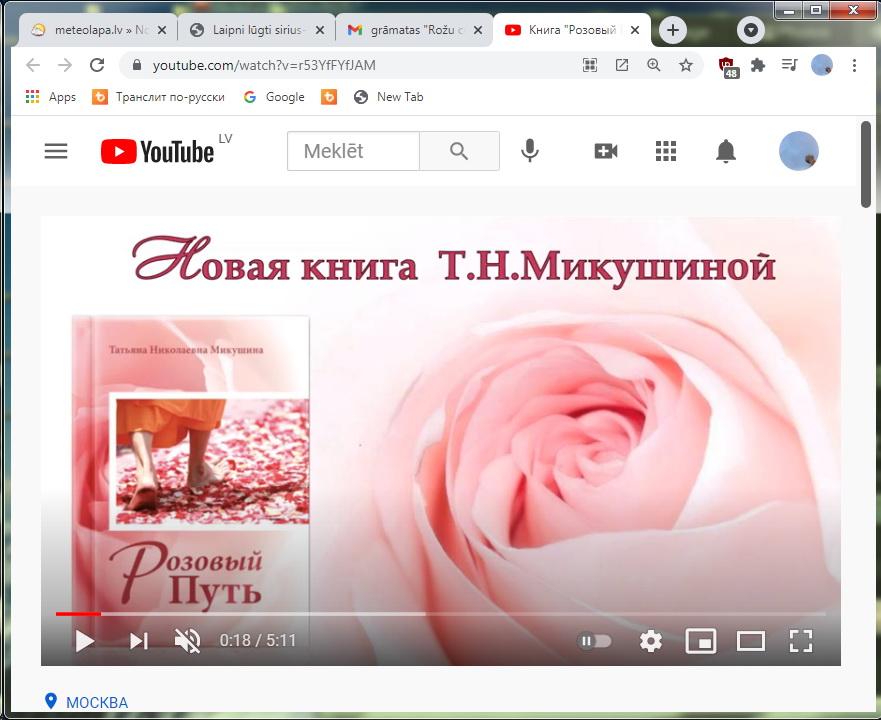 meteolapa.lv » No
Laipni lūgti sirius-
grāmatas "Rožu c
Книга "Розовый
youtube.com/watch?v=r53YfFYfJAM
48
Apps
Транслит по-русски
Google
New Tab
YouTube LV
Meklēt
Новая книга Т.Н.Микушиной
Татьяна Николаевна Микушина
Розовый
Путь
0:18 / 5:11
МОСКВА